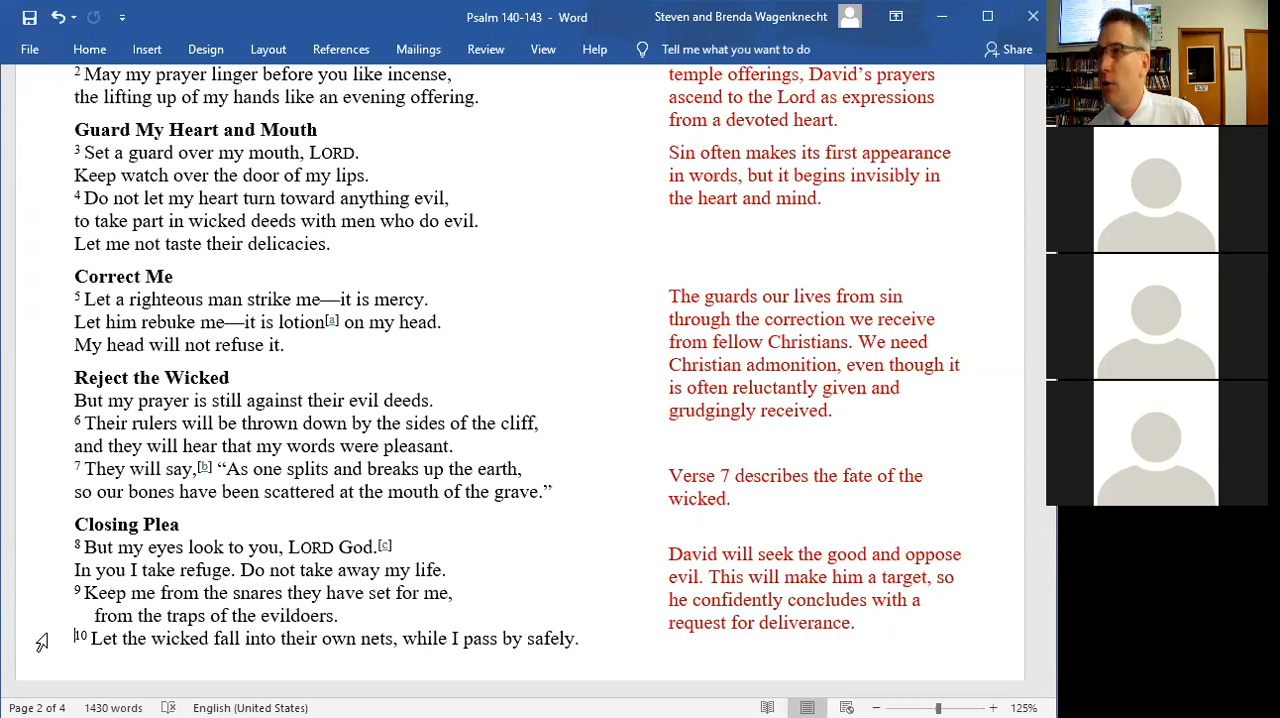 Psalm 140-143 - Word
Steven and Brenda Wagenknecht
File Home Insert Design Layout References Mailings Review View Help Tell me what you want to do Share
2 May my prayer linger before you like incense,
the lifting up of my hands like an evening offering.
Guard My Heart and Mouth
3 Set a guard over my mouth, LORD.
Keep watch over the door of my lips.
4 Do not let my heart turn toward anything evil,
to take part in wicked deeds with men who do evil.
Let me not taste their delicacies.
Correct Me
5 Let a righteous man strike me—it is mercy.
Let him rebuke me—it is lotion[a] on my head.
My head will not refuse it.
Reject the Wicked
But my prayer is still against their evil deeds.
6 Their rulers will be thrown down by the sides of the cliff,
and they will hear that my words were pleasant.
7 They will say,[b] “As one splits and breaks up the earth,
so our bones have been scattered at the mouth of the grave.”
Closing Plea
8 But my eyes look to you, LORD God.[c]
In you I take refuge. Do not take away my life.
9 Keep me from the snares they have set for me,
from the traps of the evildoers.
10 Let the wicked fall into their own nets, while I pass by safely.
temple offerings, David’s prayers
ascend to the Lord as expressions
from a devoted heart.
Sin often makes its first appearance
in words, but it begins invisibly in
the heart and mind.
The guards our lives from sin
through the correction we receive
from fellow Christians. We need
Christian admonition, even though it
is often reluctantly given and
grudgingly received.
Verse 7 describes the fate of the
wicked.
David will seek the good and oppose
evil. This will make him a target, so
he confidently concludes with a
request for deliverance.
Page 2 of 4 1430 words English (United States) 125%